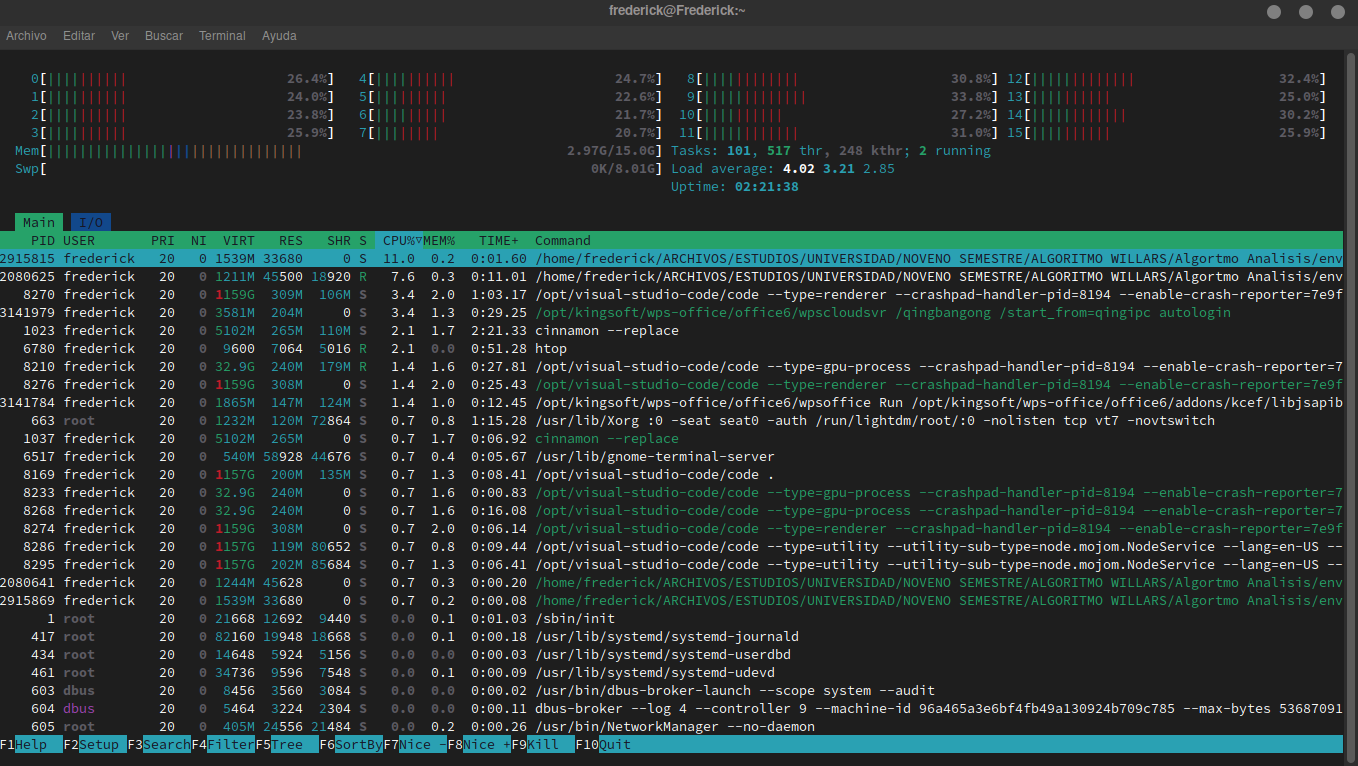 frederick@Frederick:~
Archivo Editar Ver Buscar Terminal Ayuda
0[|||||||||| 26.4%] 4[|||||||||| 24.7%] 8[|||||||||||| 30.8%] 12[||||||||||||| 32.4%]
1[|||||||||| 24.0%] 5[||||||||| 22.6%] 9[||||||||||||| 33.8%] 13[|||||||||| 25.0%]
2[|||||||||| 23.8%] 6[||||||||| 21.7%] 10[|||||||||| 27.2%] 14[|||||||||||| 30.2%]
3[|||||||||| 25.9%] 7[|||||||| 20.7%] 11[|||||||||||| 31.0%] 15[|||||||||| 25.9%]
Mem[|||||||||||||||||||||||||||||||| 2.97G/15.0G] Tasks: 101, 517 thr, 248 kthr; 2 running
Swp[ 0K/8.01G] Load average: 4.02 3.21 2.85
Uptime: 02:21:38
Main I/O
PID USER PRI NI VIRT RES SHR S CPU%▽MEM% TIME+ Command
2915815 frederick 20 0 1539M 33680 0 S 11.0 0.2 0:01.60 /home/frederick/ARCHIVOS/ESTUDIOS/UNIVERSIDAD/NOVENO SEMESTRE/ALGORITMO WILLARS/Algortmo Analisis/env
2080625 frederick 20 0 1211M 45500 18920 R 7.6 0.3 0:11.01 /home/frederick/ARCHIVOS/ESTUDIOS/UNIVERSIDAD/NOVENO SEMESTRE/ALGORITMO WILLARS/Algortmo Analisis/env
8270 frederick 20 0 1159G 309M 106M S 3.4 2.0 1:03.17 /opt/visual-studio-code/code --type=renderer --crashpad-handler-pid=8194 --enable-crash-reporter=7e9f
3141979 frederick 20 0 3581M 204M 0 S 3.4 1.3 0:29.25 /opt/kingsoft/wps-office/office6/wpscloudsvr /qingbangong /start_from=qingipc autologin
1023 frederick 20 0 5102M 265M 110M S 2.1 1.7 2:21.33 cinnamon --replace
6780 frederick 20 0 9600 7064 5016 R 2.1 0.0 0:51.28 htop
8210 frederick 20 0 32.9G 240M 179M R 1.4 1.6 0:27.81 /opt/visual-studio-code/code --type=gpu-process --crashpad-handler-pid=8194 --enable-crash-reporter=7
8276 frederick 20 0 1159G 308M 0 S 1.4 2.0 0:25.43 /opt/visual-studio-code/code --type=renderer --crashpad-handler-pid=8194 --enable-crash-reporter=7e9f
3141784 frederick 20 0 1865M 147M 124M S 1.4 1.0 0:12.45 /opt/kingsoft/wps-office/office6/wpsoffice Run /opt/kingsoft/wps-office/office6/addons/kcef/libjsapib
663 root 20 0 1232M 120M 72864 S 0.7 0.8 1:15.28 /usr/lib/Xorg :0 -seat seat0 -auth /run/lightdm/root/:0 -nolisten tcp vt7 -novtswitch
1037 frederick 20 0 5102M 265M 0 S 0.7 1.7 0:06.92 cinnamon --replace
6517 frederick 20 0 540M 58928 44676 S 0.7 0.4 0:05.67 /usr/lib/gnome-terminal-server
8169 frederick 20 0 1157G 200M 135M S 0.7 1.3 0:08.41 /opt/visual-studio-code/code .
8233 frederick 20 0 32.9G 240M 0 S 0.7 1.6 0:00.83 /opt/visual-studio-code/code --type=gpu-process --crashpad-handler-pid=8194 --enable-crash-reporter=7
8268 frederick 20 0 32.9G 240M 0 S 0.7 1.6 0:16.08 /opt/visual-studio-code/code --type=gpu-process --crashpad-handler-pid=8194 --enable-crash-reporter=7
8274 frederick 20 0 1159G 308M 0 S 0.7 2.0 0:06.14 /opt/visual-studio-code/code --type=renderer --crashpad-handler-pid=8194 --enable-crash-reporter=7e9f
8286 frederick 20 0 1157G 119M 80652 S 0.7 0.8 0:09.44 /opt/visual-studio-code/code --type=utility --utility-sub-type=node.mojom.NodeService --lang=en-US --
8295 frederick 20 0 1157G 202M 85684 S 0.7 1.3 0:06.41 /opt/visual-studio-code/code --type=utility --utility-sub-type=node.mojom.NodeService --lang=en-US --
2080641 frederick 20 0 1244M 45628 0 S 0.7 0.3 0:00.20 /home/frederick/ARCHIVOS/ESTUDIOS/UNIVERSIDAD/NOVENO SEMESTRE/ALGORITMO WILLARS/Algortmo Analisis/env
2915869 frederick 20 0 1539M 33680 0 S 0.7 0.2 0:00.08 /home/frederick/ARCHIVOS/ESTUDIOS/UNIVERSIDAD/NOVENO SEMESTRE/ALGORITMO WILLARS/Algortmo Analisis/env
1 root 20 0 21668 12692 9440 S 0.0 0.1 0:01.03 /sbin/init
417 root 20 0 82160 19948 18668 S 0.0 0.1 0:00.18 /usr/lib/systemd/systemd-journald
434 root 20 0 14648 5924 5156 S 0.0 0.0 0:00.03 /usr/lib/systemd/systemd-userdbd
461 root 20 0 34736 9596 7548 S 0.0 0.1 0:00.09 /usr/lib/systemd/systemd-udevd
603 dbus 20 0 8456 3560 3084 S 0.0 0.0 0:00.02 /usr/bin/dbus-broker-launch --scope system --audit
604 dbus 20 0 5464 3224 2304 S 0.0 0.0 0:00.11 dbus-broker --log 4 --controller 9 --machine-id 96a465a3e6bf4fb49a130924b709c785 --max-bytes 53687091
605 root 20 0 405M 24556 21484 S 0.0 0.2 0:00.26 /usr/bin/NetworkManager --no-daemon
F1Help F2Setup F3SearchF4FilterF5Tree F6SortByF7Nice -F8Nice +F9Kill F10Quit